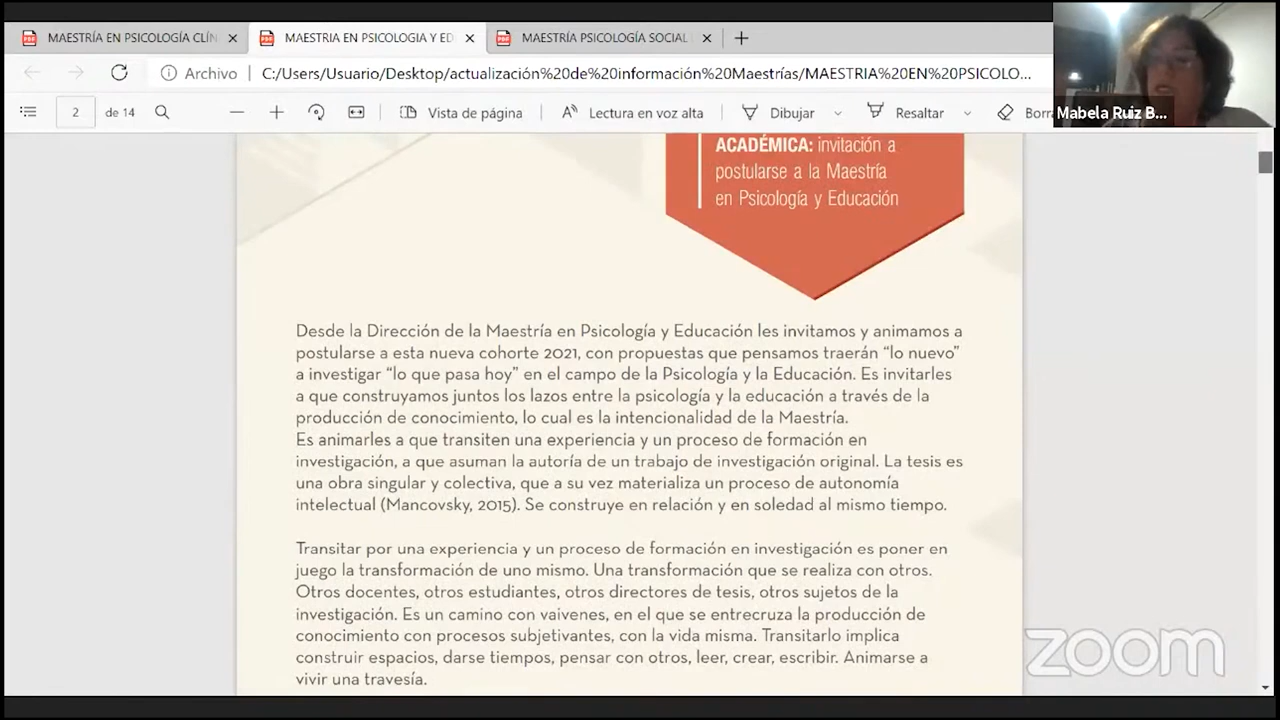 MAESTRÍA EN PSICOLOGÍA CLÍN
MAESTRIA EN PSICOLOGIA Y ED
MAESTRÍA PSICOLOGÍA SOCIAL
Archivo
C:/Users/Usuario/Desktop/actualización%20de%20información%20Maestrías/MAESTRIA%20EN%20PSICOLO...
2
de 14
Vista de página
Lectura en voz alta
Dibujar
Resaltar
Borra
Mabela Ruiz B...
ACADÉMICA: invitación a
postularse a la Maestría
en Psicología y Educación
Desde la Dirección de la Maestría en Psicología y Educación les invitamos y animamos a
postularse a esta nueva cohorte 2021, con propuestas que pensamos traerán “lo nuevo”
a investigar “lo que pasa hoy” en el campo de la Psicología y la Educación. Es invitarles
a que construyamos juntos los lazos entre la psicología y la educación a través de la
producción de conocimiento, lo cual es la intencionalidad de la Maestría.
Es animarles a que transiten una experiencia y un proceso de formación en
investigación, a que asuman la autoría de un trabajo de investigación original. La tesis es
una obra singular y colectiva, que a su vez materializa un proceso de autonomía
intelectual (Mancovsky, 2015). Se construye en relación y en soledad al mismo tiempo.
Transitar por una experiencia y un proceso de formación en investigación es poner en
juego la transformación de uno mismo. Una transformación que se realiza con otros.
Otros docentes, otros estudiantes, otros directores de tesis, otros sujetos de la
investigación. Es un camino con vaivenes, en el que se entrecruza la producción de
conocimiento con procesos subjetivantes, con la vida misma. Transitarlo implica
construir espacios, darse tiempos, pensar con otros, leer, crear, escribir. Animarse a
vivir una travesía.
zoom